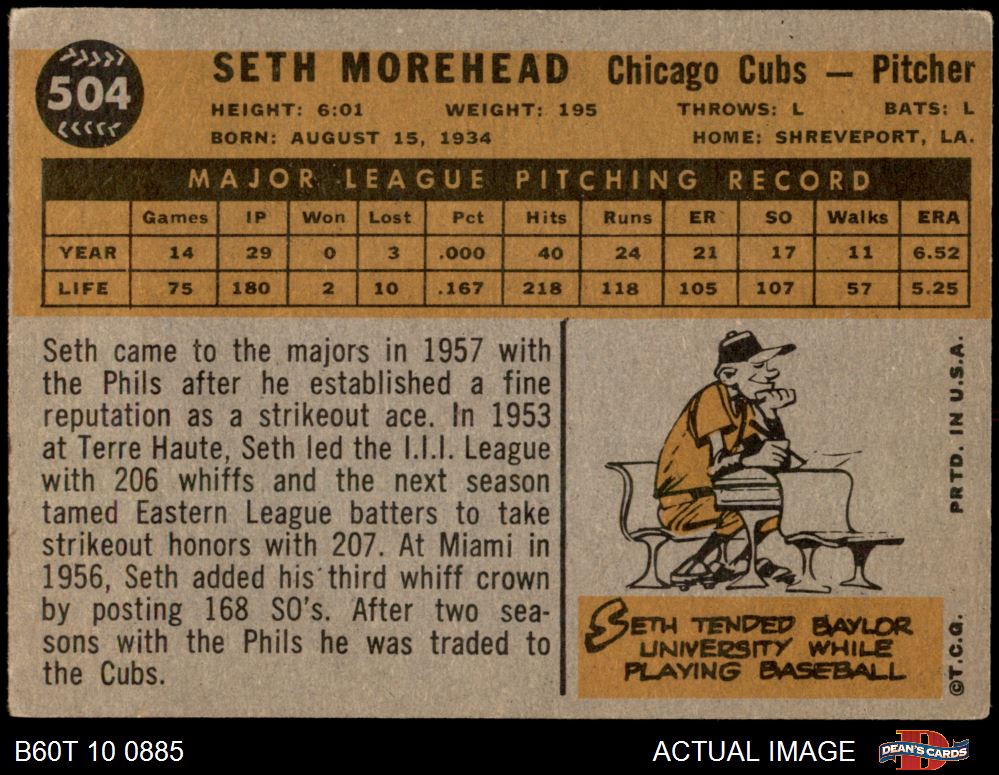 504
SETH MOREHEAD Chicago Cubs — Pitcher
HEIGHT: 6:01 WEIGHT: 195 THROWS: L BATS: L
BORN: AUGUST 15, 1934 HOME: SHREVEPORT, LA.
MAJOR LEAGUE PITCHING RECORD
Games IP Won Lost Pct Hits Runs ER SO Walks ERA
YEAR 14 29 0 3 .000 40 24 21 17 11 6.52
LIFE 75 180 2 10 .167 218 118 105 107 57 5.25
Seth came to the majors in 1957 with
the Phils after he established a fine
reputation as a strikeout ace. In 1953
at Terre Haute, Seth led the I.I.I. League
with 206 whiffs and the next season
tamed Eastern League batters to take
strikeout honors with 207. At Miami in
1956, Seth added his third whiff crown
by posting 168 SO's. After two sea-
sons with the Phils he was traded to
the Cubs.
SETH TENDED BAYLOR
UNIVERSITY WHILE
PLAYING BASEBALL
PRTD. IN U.S.A.
©T.C.G.
B60T 10 0885 ACTUAL IMAGE DEAN'S CARDS